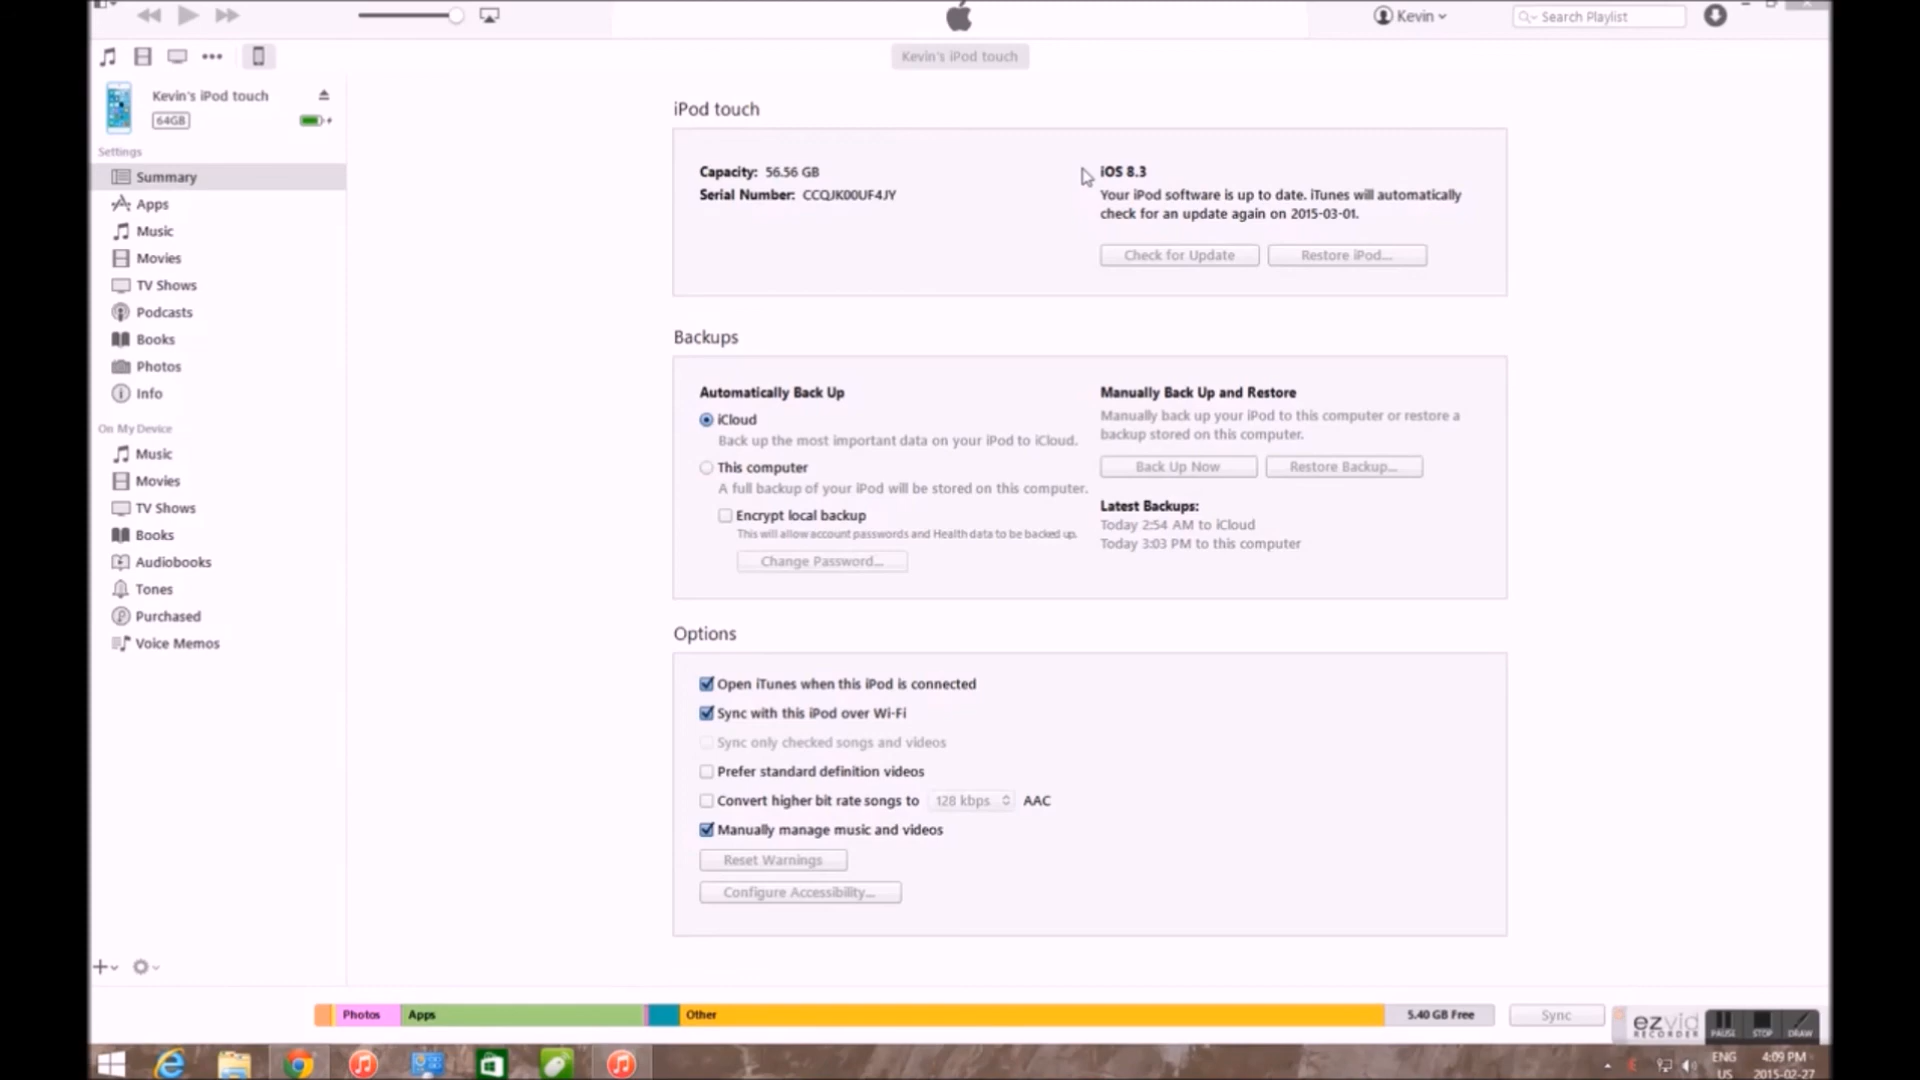 Kevin
Search Playlist
Kevin's iPod touch
Kevin's iPod touch
64GB
Settings
Summary
Apps
Music
Movies
TV Shows
Podcasts
Books
Photos
Info
On My Device
Music
Movies
TV Shows
Books
Audiobooks
Tones
Purchased
Voice Memos
iPod touch
Capacity: 56.56 GB
Serial Number: CCQJK00UF4JY
iOS 8.3
Your iPod software is up to date. iTunes will automatically
check for an update again on 2015-03-01.
Check for Update
Restore iPod...
Backups
Automatically Back Up
iCloud
Back up the most important data on your iPod to iCloud.
This computer
A full backup of your iPod will be stored on this computer.
Encrypt local backup
This will allow account passwords and Health data to be backed up.
Change Password...
Manually Back Up and Restore
Manually back up your iPod to this computer or restore a
backup stored on this computer.
Back Up Now
Restore Backup...
Latest Backups:
Today 2:54 AM to iCloud
Today 3:03 PM to this computer
Options
Open iTunes when this iPod is connected
Sync with this iPod over Wi-Fi
Sync only checked songs and videos
Prefer standard definition videos
Convert higher bit rate songs to 128 kbps AAC
Manually manage music and videos
Reset Warnings
Configure Accessibility...
Photos
Apps
Other
5.40 GB Free
Sync
ezvid
RECORDER
PAUSE
STOP
DRAW
ENG
US
4:09 PM
2015-02-27